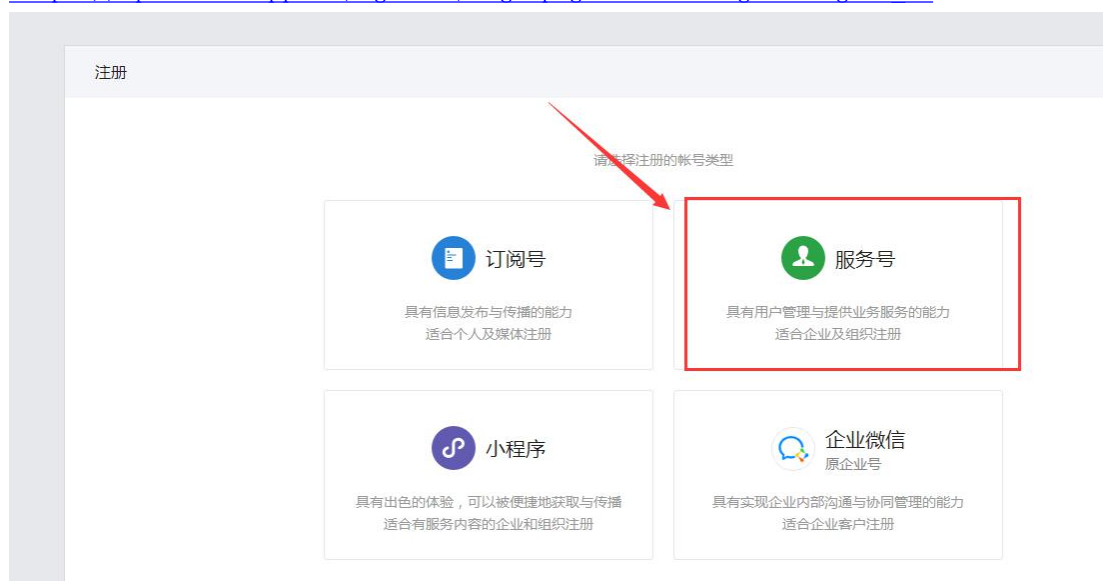 注册
请选择注册的帐号类型
订阅号
具有信息发布与传播的能力
适合个人及媒体注册
服务号
具有用户管理与提供业务服务的能力
适合企业及组织注册
小程序
具有出色的体验，可以被便捷地获取与传播
适合有服务内容的企业和组织注册
企业微信
原企业号
具有实现企业内部沟通与协同管理的能力
适合企业客户注册